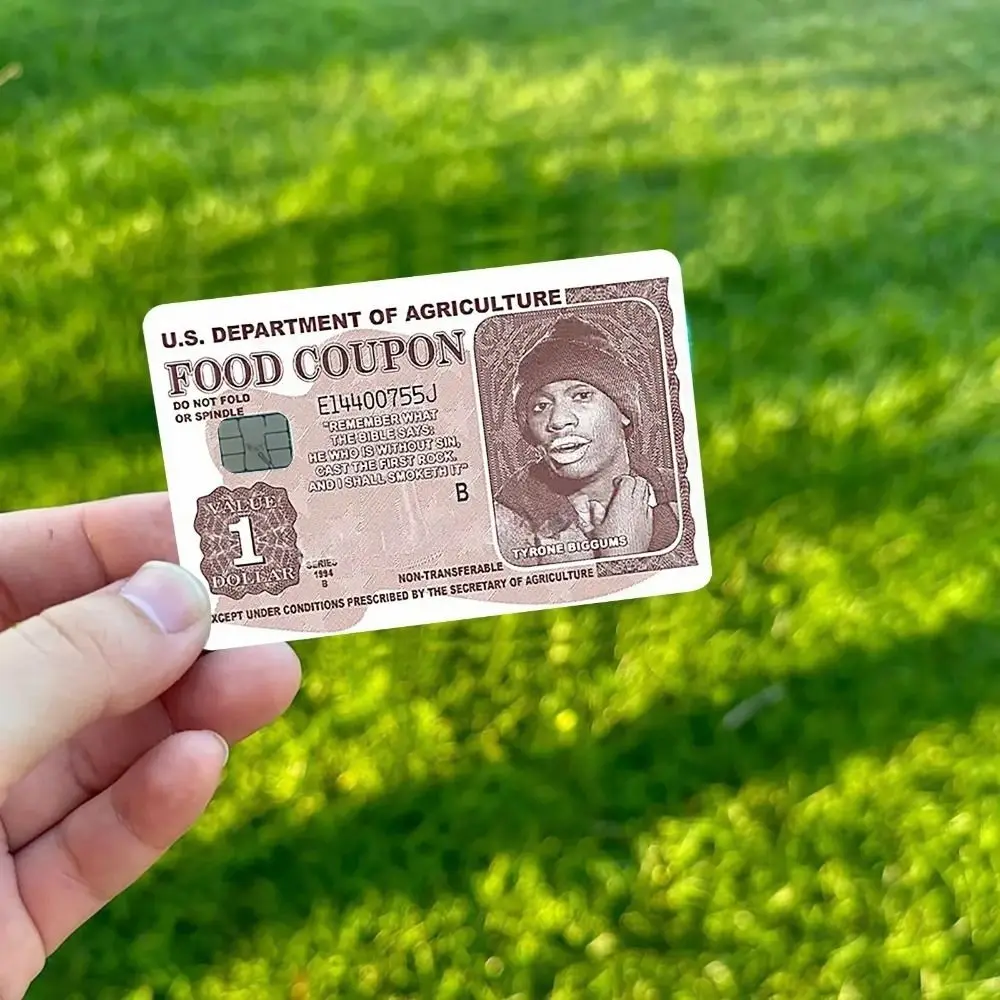 U.S. DEPARTMENT OF AGRICULTURE
FOOD COUPON
DO NOT FOLD
OR SPINDLE
E14400755J
"REMEMBER WHAT
THE BIBLE SAYS:
HE WHO IS WITHOUT SIN,
CAST THE FIRST ROCK.
AND I SHALL SMOKETH IT"
B
VALUE
1
DOLLAR
SERIES
1994
B
TYRONE BIGGUMS
NON-TRANSFERABLE
XCEPT UNDER CONDITIONS PRESCRIBED BY THE SECRETARY OF AGRICULTURE